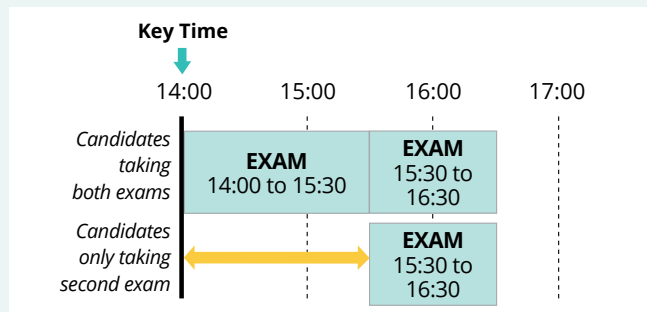 Key Time
14:00 15:00 16:00 17:00
Candidates
taking
both exams
EXAM
14:00 to 15:30
EXAM
15:30 to
16:30
Candidates
only taking
second exam
EXAM
15:30 to
16:30